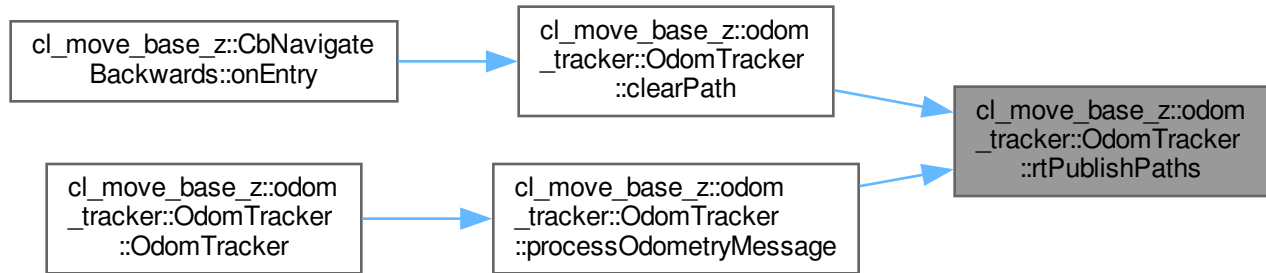 cl_move_base_z::CbNavigate
Backwards::onEntry
cl_move_base_z::odom
_tracker::OdomTracker
::clearPath
cl_move_base_z::odom
_tracker::OdomTracker
::rtPublishPaths
cl_move_base_z::odom
_tracker::OdomTracker
::OdomTracker
cl_move_base_z::odom
_tracker::OdomTracker
::processOdometryMessage